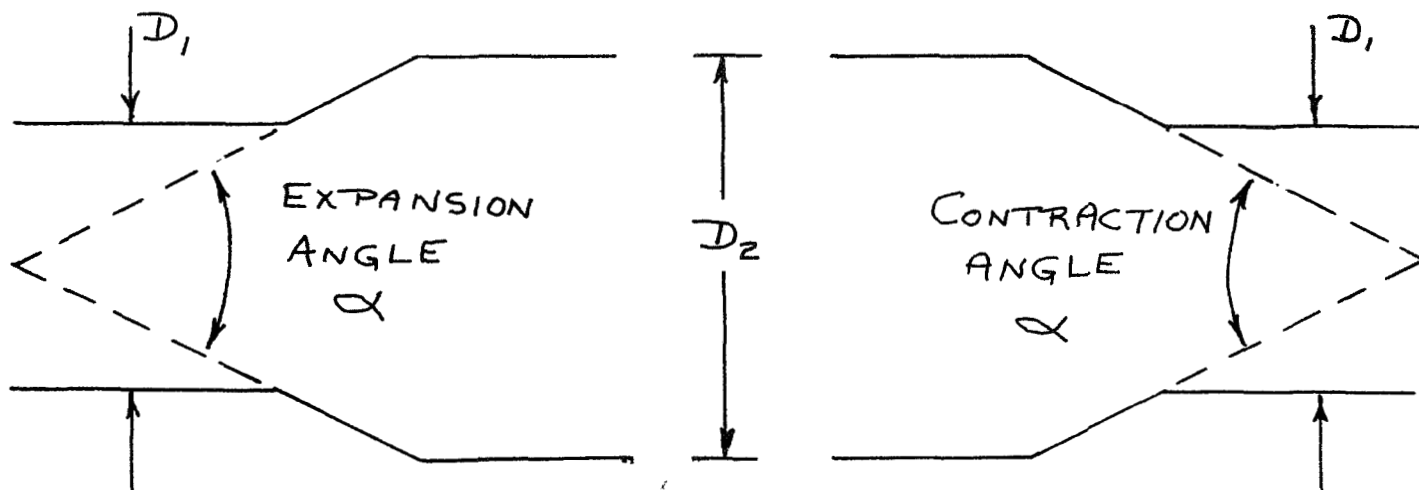 D₁
EXPANSION
ANGLE
α
D₂
CONTRACTION
ANGLE
α
D₁